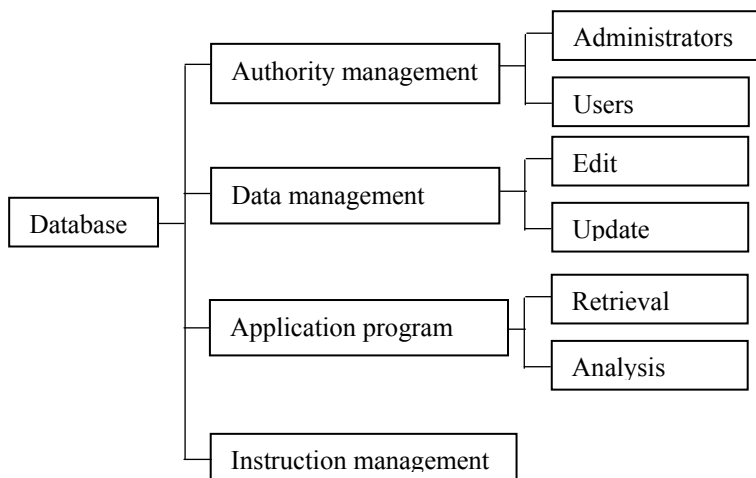 Database
Authority management
Administrators
Users
Data management
Edit
Update
Application program
Retrieval
Analysis
Instruction management